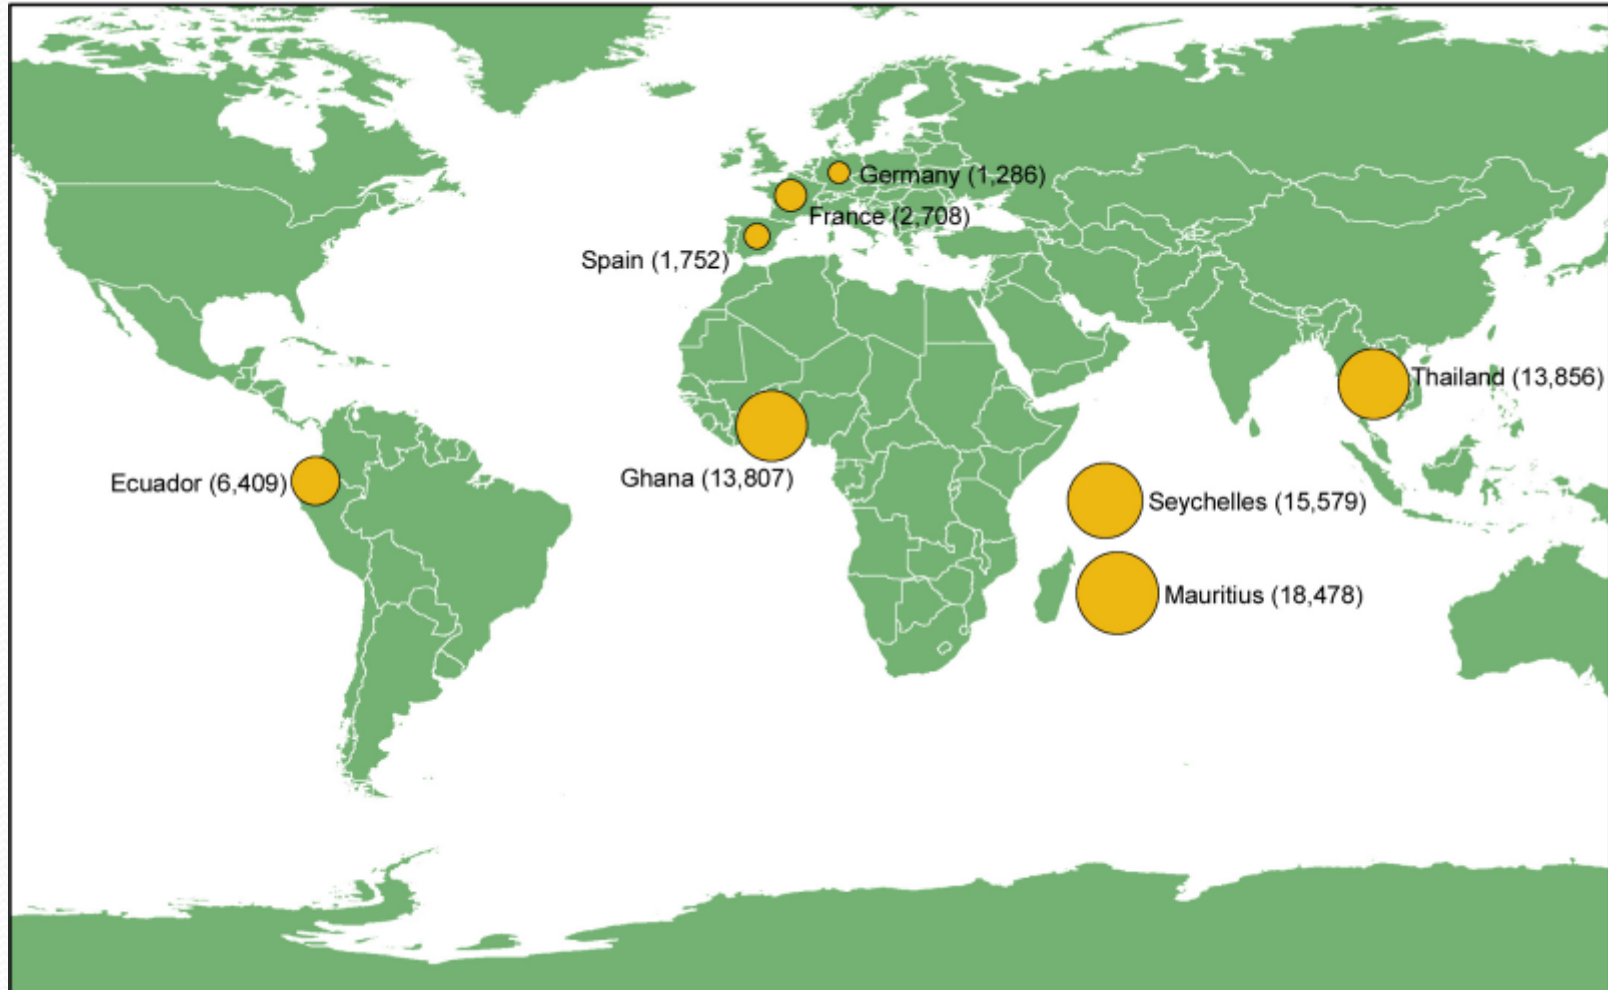 Germany (1,286)
France (2,708)
Spain (1,752)
Thailand (13,856)
Ghana (13,807)
Ecuador (6,409)
Seychelles (15,579)
Mauritius (18,478)